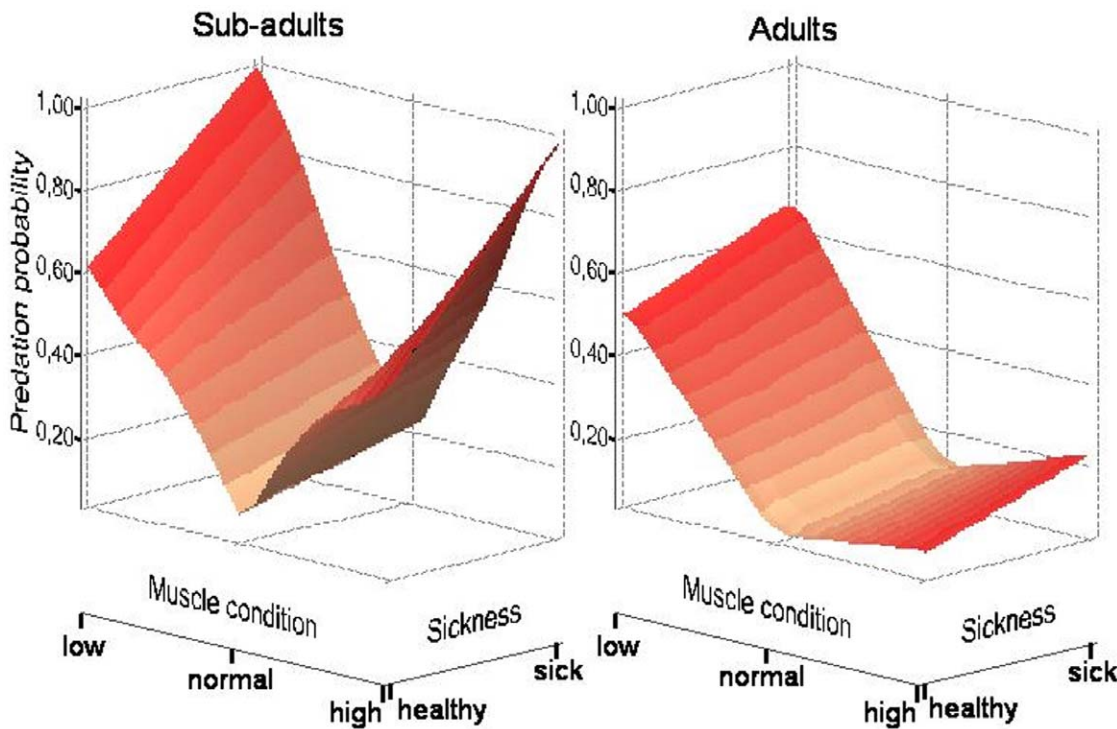 Sub-adults
Adults
Predation probability
1,00
0,80
0,60
0,40
0,20
1,00
0,80
0,60
0,40
0,20
Muscle condition
Sickness
low
normal
high
healthy
sick
Muscle condition
Sickness
low
normal
high
healthy
sick